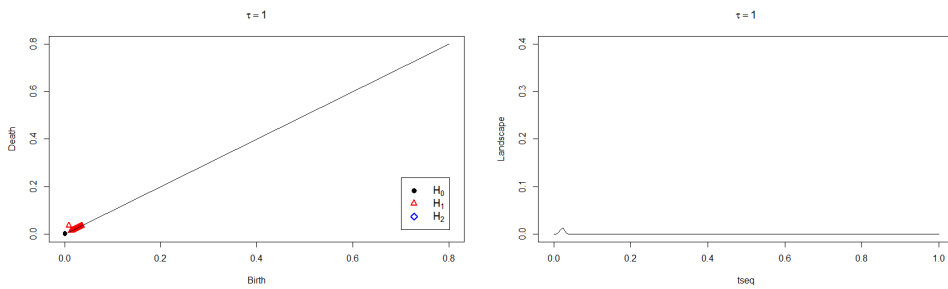 τ = 1
Death
0.8
0.6
0.4
0.2
0.0
H0
H1
H2
0.0 0.2 0.4 0.6 0.8
Birth
τ = 1
Landscape
0.4
0.3
0.2
0.1
0.0
0.0 0.2 0.4 0.6 0.8 1.0
tseq